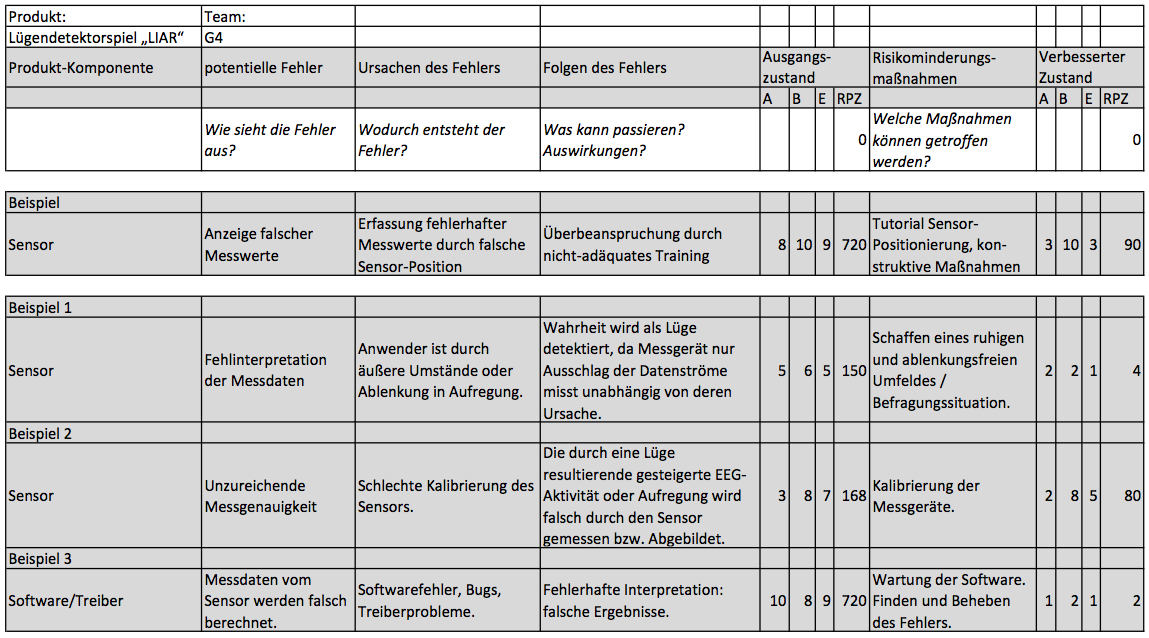 Produkt: Team:
Lügendetektorspiel „LIAR“ G4
Produkt-Komponente potentielle Fehler Ursachen des Fehlers Folgen des Fehlers Ausgangs-
zustand Risikominderungs-
maßnahmen Verbesserter
Zustand
A B E RPZ A B E RPZ
Wie sieht die Fehler
aus? Wodurch entsteht der
Fehler? Was kann passieren?
Auswirkungen? 0 Welche Maßnahmen
können getroffen
werden? 0
Beispiel
Sensor Anzeige falscher
Messwerte Erfassung fehlerhafter
Messwerte durch falsche
Sensor-Position Überbeanspruchung durch
nicht-adäquates Training 8 10 9 720 Tutorial Sensor-
Positionierung, kon-
struktive Maßnahmen 3 10 3 90
Beispiel 1
Sensor Fehlinterpretation
der Messdaten Anwender ist durch
äußere Umstände oder
Ablenkung in Aufregung. Wahrheit wird als Lüge
detektiert, da Messgerät nur
Ausschlag der Datenströme
misst unabhängig von deren
Ursache. 5 6 5 150 Schaffen eines ruhigen
und ablenkungsfreien
Umfeldes /
Befragungssituation. 2 2 1 4
Beispiel 2
Sensor Unzureichende
Messgenauigkeit Schlechte Kalibrierung des
Sensors. Die durch eine Lüge
resultierende gesteigerte EEG-
Aktivität oder Aufregung wird
falsch durch den Sensor
gemessen bzw. Abgebildet. 3 8 7 168 Kalibrierung der
Messgeräte. 2 8 5 80
Beispiel 3
Software/Treiber Messdaten vom
Sensor werden falsch
berechnet. Softwarefehler, Bugs,
Treiberprobleme. Fehlerhafte Interpretation:
falsche Ergebnisse. 10 8 9 720 Wartung der Software.
Finden und Beheben
des Fehlers. 1 2 1 2